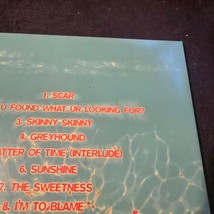 1. SCAR
U FOUND WHAT UR LOOKING FOR?
3. SKINNY SKINNY
4. GREYHOUND
ATTER OF TIME (INTERLUDE)
6. SUNSHINE
7. THE SWEETNESS
8. I'M TO BLAME